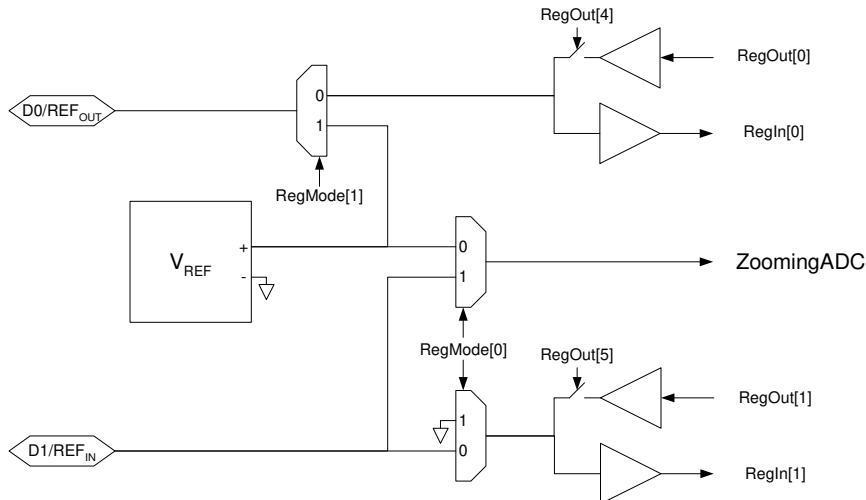 RegOut[4]
RegOut[0]
D0/REF_OUT
0
1
RegIn[0]
RegMode[1]
V_REF
+
-
0
1
ZoomingADC
RegMode[0]
RegOut[5]
RegOut[1]
1
0
D1/REF_IN
RegIn[1]